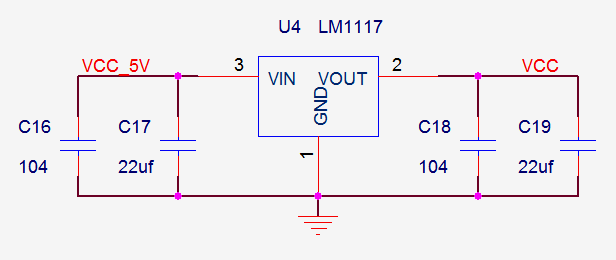 U4 LM1117
VCC_5V 3 VIN VOUT 2 VCC
GND
C16 C17 C18 C19
1
104 22uf 104 22uf